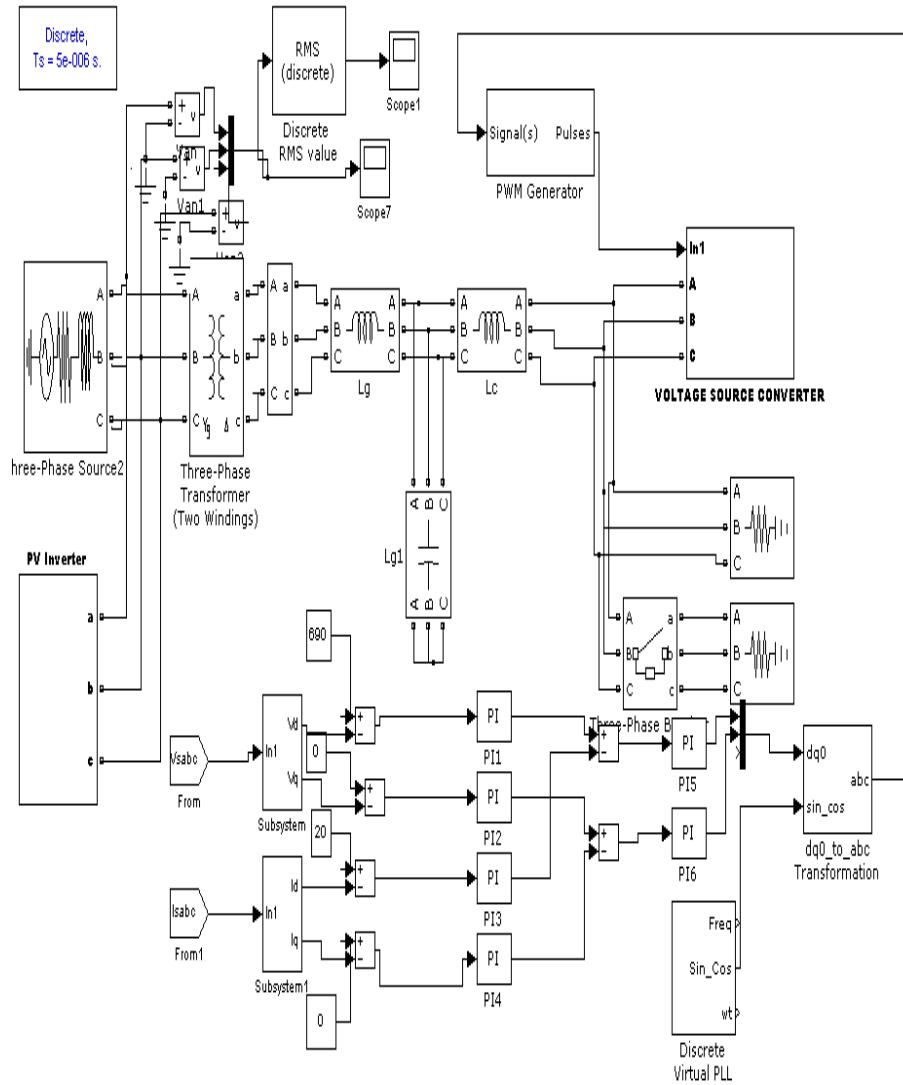 Discrete,
Ts = 5e-006 s.
RMS
(discrete)
Discrete
RMS value
Scope1
Scope7
+
-
v
Van
+
-
v
Van1
+
-
v
Signal(s) Pulses
PWM Generator
In1
A
B
C
VOLTAGE SOURCE CONVERTER
A
B
C
hree-Phase Source2
A a
B b
C c
Yg Δ
Three-Phase
Transformer
(Two Windings)
A a
B b
C c
A A
B B
C C
Lg
A A
B B
C C
Lc
A B C
A B C
Lg1
A
B
C
A a
B b
C c
Three-Phase B
A
B
C
PV Inverter
a
b
c
690
Vsabc
From
In1
Vd
Vq
Subsystem
0
20
Isabc
From1
In1
Id
Iq
Subsystem1
0
+
-
+
-
+
-
+
-
PI
PI1
PI
PI2
PI
PI3
PI
PI4
+
-
+
-
PI
PI5
PI
PI6
dq0
sin_cos
abc
dq0_to_abc
Transformation
Freq
Sin_Cos
wt
Discrete
Virtual PLL